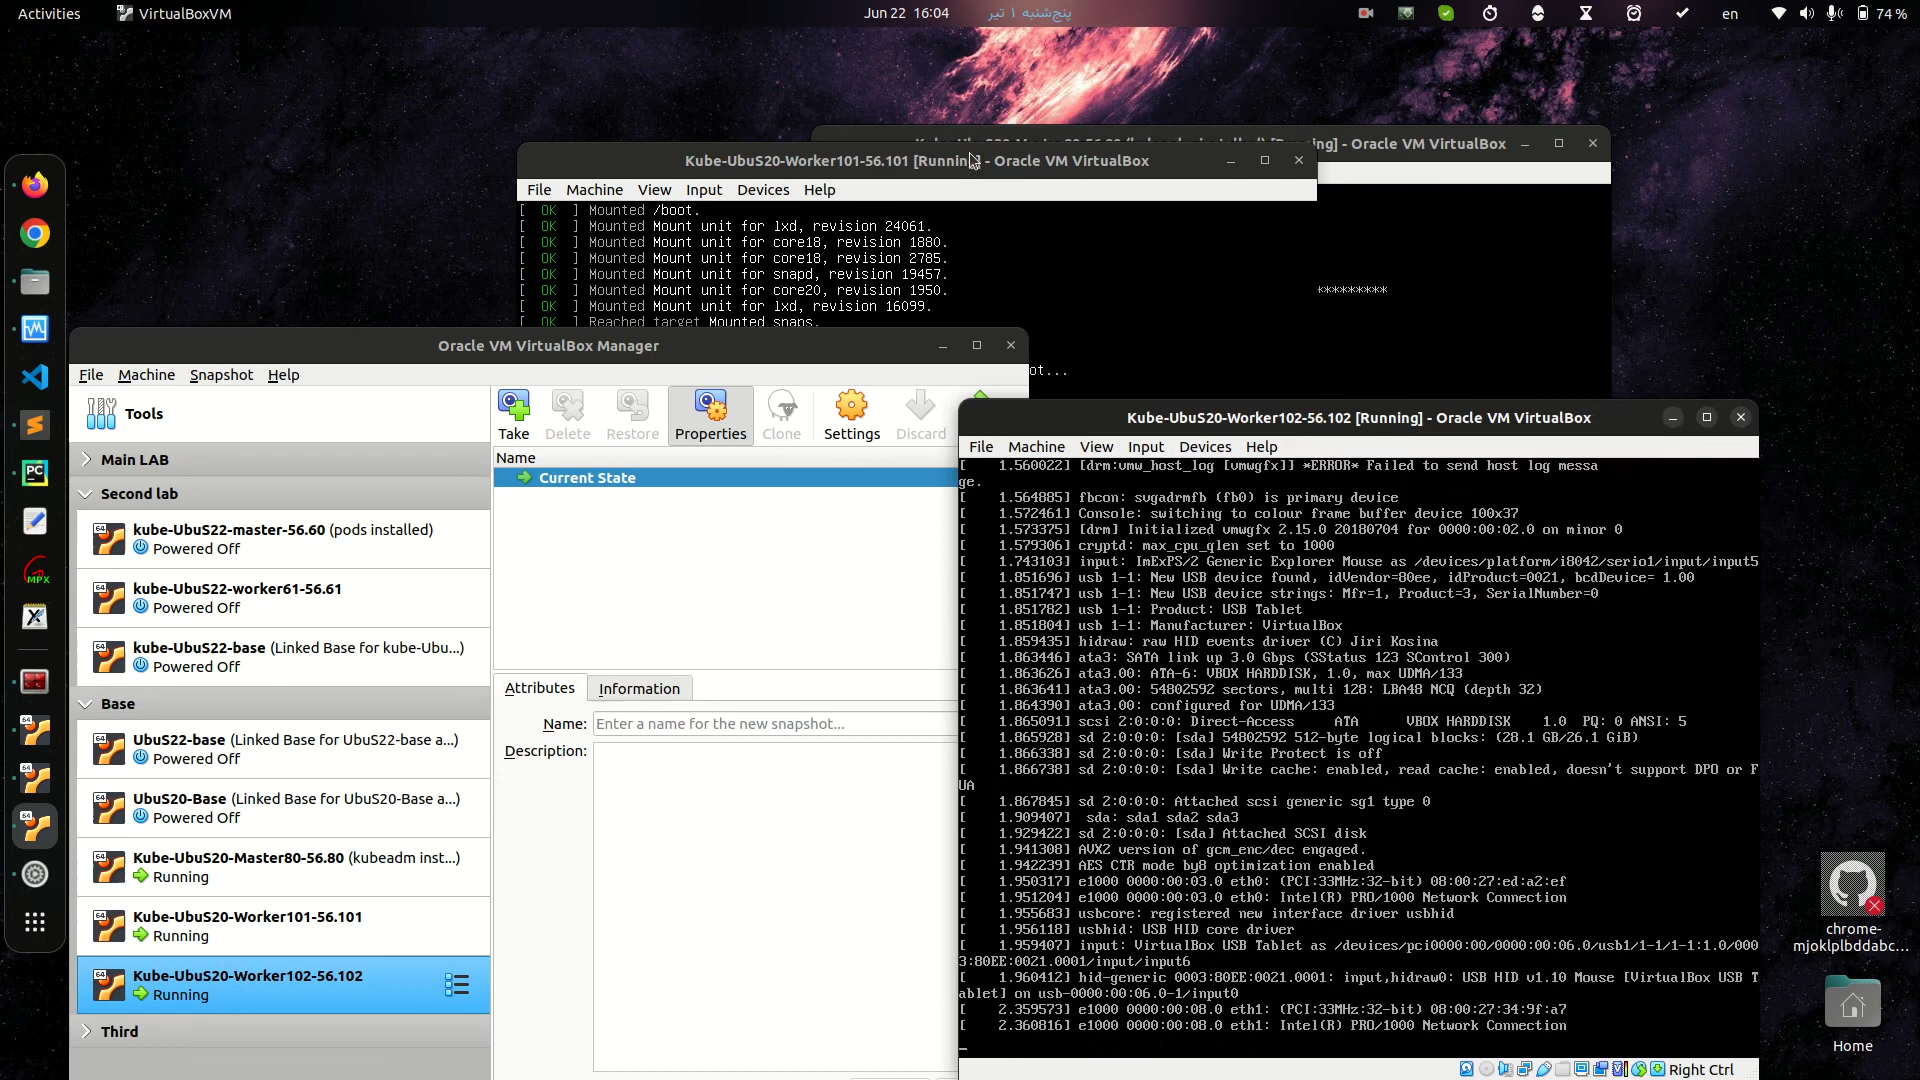 Activities
VirtualBoxVM
Jun 22 16:04
پنج‌شنبه ۱ تیر
en
74 %
[Running] - Oracle VM VirtualBox
Kube-UbuS20-Worker101-56.101 [Running] - Oracle VM VirtualBox
File Machine View Input Devices Help
[ OK ] Mounted /boot.
[ OK ] Mounted Mount unit for lxd, revision 24061.
[ OK ] Mounted Mount unit for core18, revision 1880.
[ OK ] Mounted Mount unit for core18, revision 2785.
[ OK ] Mounted Mount unit for snapd, revision 19457.
[ OK ] Mounted Mount unit for core20, revision 1950.
[ OK ] Mounted Mount unit for lxd, revision 16099.
[ OK ] Reached target Mounted snaps.
*********
ot...
Oracle VM VirtualBox Manager
File Machine Snapshot Help
Tools
Take Delete Restore Properties Clone Settings Discard
Name
Current State
Main LAB
Second lab
64
kube-UbuS22-master-56.60 (pods installed)
Powered Off
64
kube-UbuS22-worker61-56.61
Powered Off
64
kube-UbuS22-base (Linked Base for kube-Ubu...)
Powered Off
Base
64
UbuS22-base (Linked Base for UbuS22-base a...)
Powered Off
64
UbuS20-Base (Linked Base for UbuS20-Base a...)
Powered Off
64
Kube-UbuS20-Master80-56.80 (kubeadm inst...)
Running
64
Kube-UbuS20-Worker101-56.101
Running
64
Kube-UbuS20-Worker102-56.102
Running
Third
Attributes Information
Name: Enter a name for the new snapshot...
Description:
Kube-UbuS20-Worker102-56.102 [Running] - Oracle VM VirtualBox
File Machine View Input Devices Help
[ 1.560022] [drm:vmw_host_log [vmwgfx]] *ERROR* Failed to send host log messa
ge.
[ 1.564885] fbcon: svgadrmfb (fb0) is primary device
[ 1.572461] Console: switching to colour frame buffer device 100x37
[ 1.573375] [drm] Initialized vmwgfx 2.15.0 20180704 for 0000:00:02.0 on minor 0
[ 1.579306] cryptd: max_cpu_qlen set to 1000
[ 1.743103] input: ImExPS/2 Generic Explorer Mouse as /devices/platform/i8042/serio1/input/input5
[ 1.851696] usb 1-1: New USB device found, idVendor=80ee, idProduct=0021, bcdDevice= 1.00
[ 1.851747] usb 1-1: New USB device strings: Mfr=1, Product=3, SerialNumber=0
[ 1.851782] usb 1-1: Product: USB Tablet
[ 1.851804] usb 1-1: Manufacturer: VirtualBox
[ 1.859435] hidraw: raw HID events driver (C) Jiri Kosina
[ 1.863446] ata3: SATA link up 3.0 Gbps (SStatus 123 SControl 300)
[ 1.863626] ata3.00: ATA-6: VBOX HARDDISK, 1.0, max UDMA/133
[ 1.863641] ata3.00: 54802592 sectors, multi 128: LBA48 NCQ (depth 32)
[ 1.864390] ata3.00: configured for UDMA/133
[ 1.865091] scsi 2:0:0:0: Direct-Access ATA VBOX HARDDISK 1.0 PQ: 0 ANSI: 5
[ 1.865928] sd 2:0:0:0: [sda] 54802592 512-byte logical blocks: (28.1 GB/26.1 GiB)
[ 1.866338] sd 2:0:0:0: [sda] Write Protect is off
[ 1.866738] sd 2:0:0:0: [sda] Write cache: enabled, read cache: enabled, doesn't support DPO or F
UA
[ 1.867845] sd 2:0:0:0: Attached scsi generic sg1 type 0
[ 1.909407] sda: sda1 sda2 sda3
[ 1.929422] sd 2:0:0:0: [sda] Attached SCSI disk
[ 1.941308] AVX2 version of gcm_enc/dec engaged.
[ 1.942239] AES CTR mode by8 optimization enabled
[ 1.950317] e1000 0000:00:03.0 eth0: (PCI:33MHz:32-bit) 08:00:27:ed:a2:ef
[ 1.951204] e1000 0000:00:03.0 eth0: Intel(R) PRO/1000 Network Connection
[ 1.955683] usbcore: registered new interface driver usbhid
[ 1.956118] usbhid: USB HID core driver
[ 1.959407] input: VirtualBox USB Tablet as /devices/pci0000:00/0000:00:06.0/usb1/1-1/1-1:1.0/000
3:80EE:0021.0001/input/input6
[ 1.960412] hid-generic 0003:80EE:0021.0001: input,hidraw0: USB HID v1.10 Mouse [VirtualBox USB T
ablet] on usb-0000:00:06.0-1/input0
[ 2.359573] e1000 0000:00:08.0 eth1: (PCI:33MHz:32-bit) 08:00:27:34:9f:a7
[ 2.360816] e1000 0000:00:08.0 eth1: Intel(R) PRO/1000 Network Connection
_
Right Ctrl
chrome-
mjoklplbddabc...
Home
PC
MPX
64
64
64